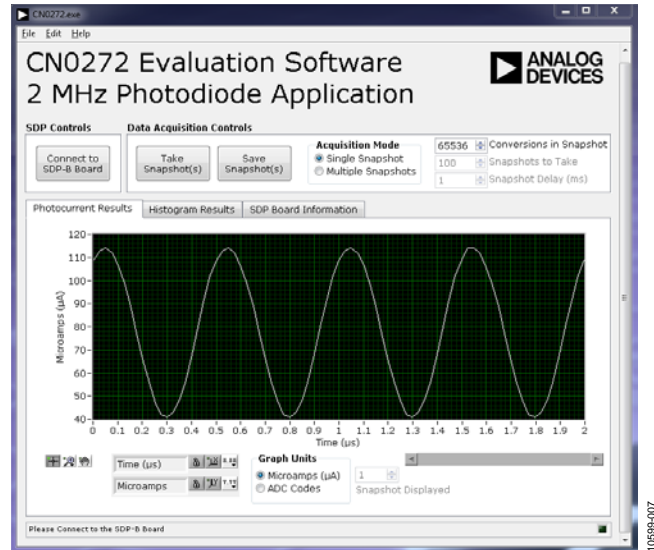 CN0272.exe
File Edit Help
CN0272 Evaluation Software
2 MHz Photodiode Application
ANALOG
DEVICES
SDP Controls
Connect to
SDP-B Board
Data Acquisition Controls
Take
Snapshot(s)
Save
Snapshot(s)
Acquisition Mode
Single Snapshot
Multiple Snapshots
65536 Conversions in Snapshot
100 Snapshots to Take
1 Snapshot Delay (ms)
Photocurrent Results Histogram Results SDP Board Information
120
110
100
90
80
70
60
50
40
Microamps (µA)
0 0.1 0.2 0.3 0.4 0.5 0.6 0.7 0.8 0.9 1 1.1 1.2 1.3 1.4 1.5 1.6 1.7 1.8 1.9 2
Time (µs)
Time (µs)
Microamps
Graph Units
Microamps (µA)
ADC Codes
1
Snapshot Displayed
Please Connect to the SDP-B Board
10599-007